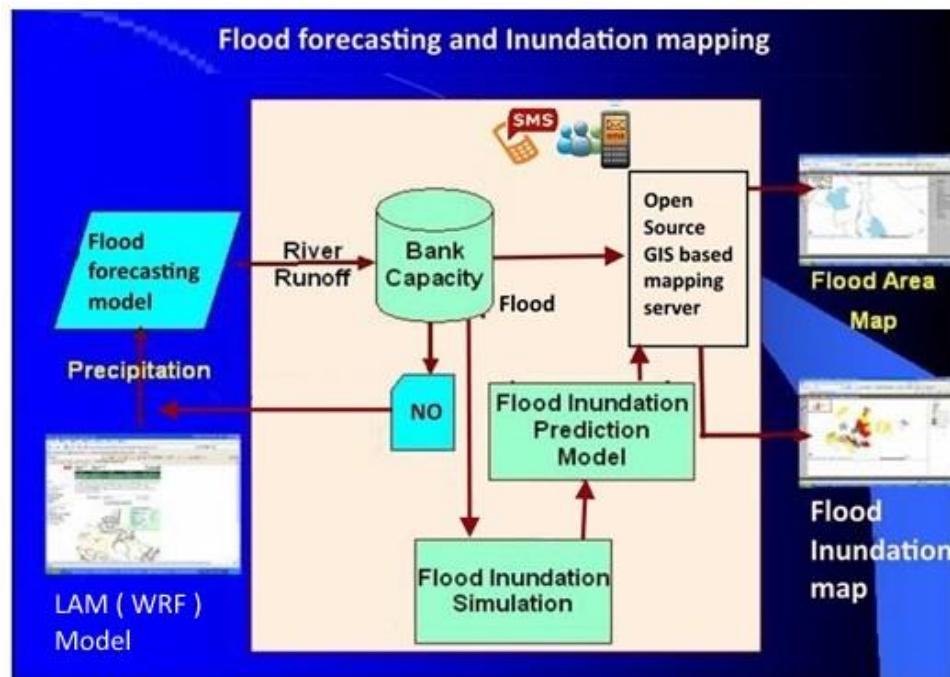 Flood forecasting and Inundation mapping
SMS
Flood
forecasting
model
River
Runoff
Bank
Capacity
Flood
Open
Source
GIS based
mapping
server
Flood Area
Map
Precipitation
NO
Flood Inundation
Prediction
Model
Flood Inundation
Simulation
Flood
Inundation
map
LAM ( WRF )
Model